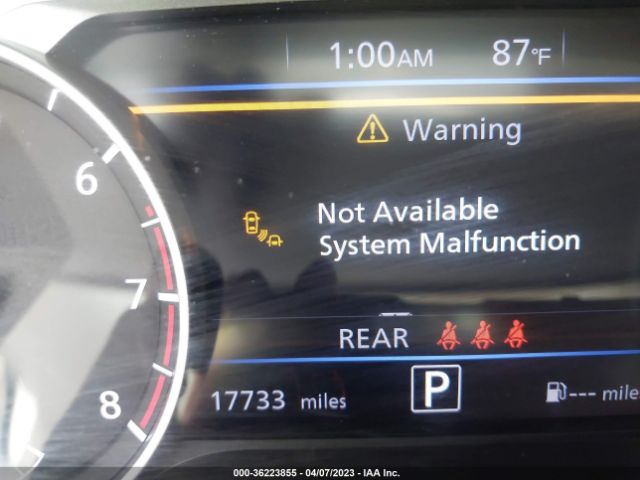 1:00AM 87°F
Warning
6
Not Available
System Malfunction
7
REAR
8
17733 miles
P
--- miles
000-36223855 - 04/07/2023 - IAA Inc.